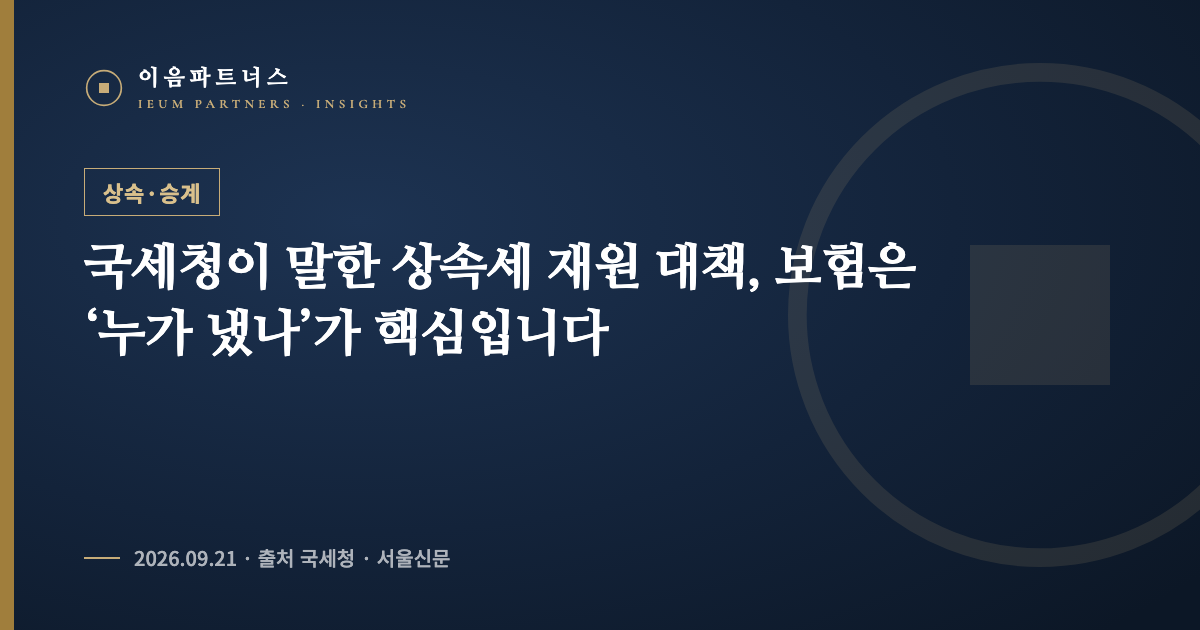 이음파트너스
IEUM PARTNERS · INSIGHTS
상속·승계
국세청이 말한 상속세 재원 대책, 보험은
‘누가 냈나’가 핵심입니다
2026.09.21 · 출처 국세청 · 서울신문